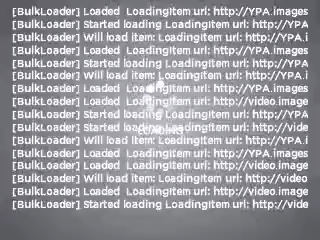 [BulkLoader] Loaded LoadingItem url: http://YPA.images
[BulkLoader] Started loading LoadingItem url: http://YPA
[BulkLoader] Will load item: LoadingItem url: http://YPA.i
[BulkLoader] Loaded LoadingItem url: http://YPA.images
[BulkLoader] Started loading LoadingItem url: http://YPA
[BulkLoader] Will load item: LoadingItem url: http://YPA.i
[BulkLoader] Loaded LoadingItem url: http://YPA.images
[BulkLoader] Loaded LoadingItem url: http://video.image
[BulkLoader] Started loading LoadingItem url: http://YPA
[BulkLoader] Started loading LoadingItem url: http://vide
LOADING
[BulkLoader] Will load item: LoadingItem url: http://YPA.i
[BulkLoader] Loaded LoadingItem url: http://YPA.images
[BulkLoader] Loaded LoadingItem url: http://video.image
[BulkLoader] Will load item: LoadingItem url: http://video
[BulkLoader] Loaded LoadingItem url: http://video.image
[BulkLoader] Started loading LoadingItem url: http://vide